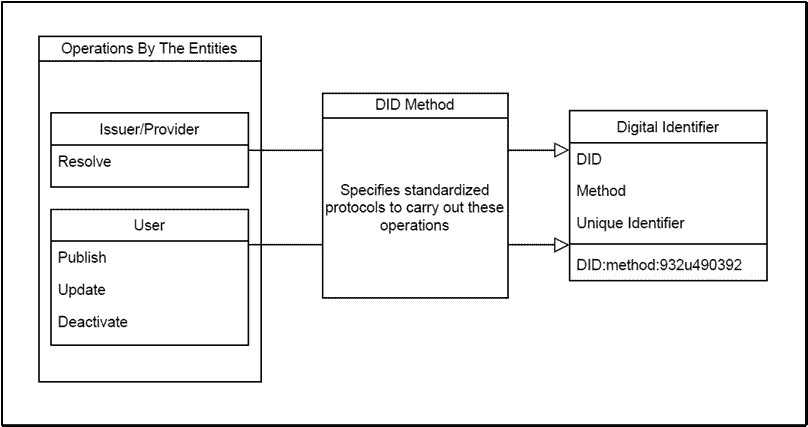 Operations By The Entities
Issuer/Provider
Resolve
User
Publish
Update
Deactivate
DID Method
Specifies standardized
protocols to carry out these
operations
Digital Identifier
DID
Method
Unique Identifier
DID:method:932u490392